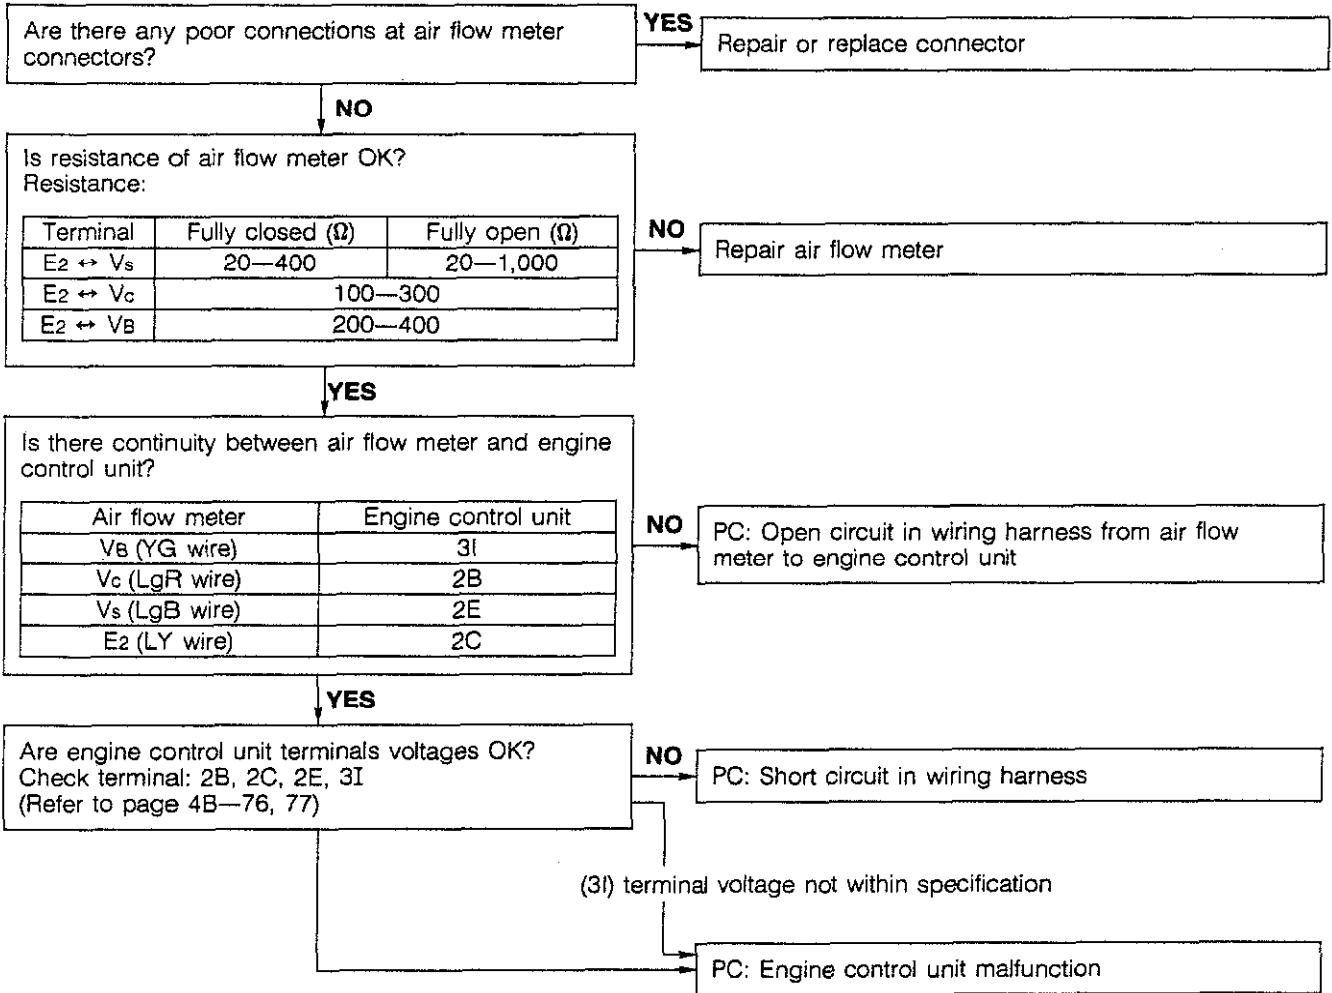 Are there any poor connections at air flow meter
connectors?
YES
Repair or replace connector
NO
Is resistance of air flow meter OK?
Resistance:
Terminal Fully closed (Ω) Fully open (Ω)
E2 ↔ Vs 20—400 20—1,000
E2 ↔ Vc 100—300
E2 ↔ VB 200—400
NO
Repair air flow meter
YES
Is there continuity between air flow meter and engine
control unit?
Air flow meter Engine control unit
VB (YG wire) 3I
Vc (LgR wire) 2B
Vs (LgB wire) 2E
E2 (LY wire) 2C
NO
PC: Open circuit in wiring harness from air flow
meter to engine control unit
YES
Are engine control unit terminals voltages OK?
Check terminal: 2B, 2C, 2E, 3I
(Refer to page 4B—76, 77)
NO
PC: Short circuit in wiring harness
(3I) terminal voltage not within specification
PC: Engine control unit malfunction